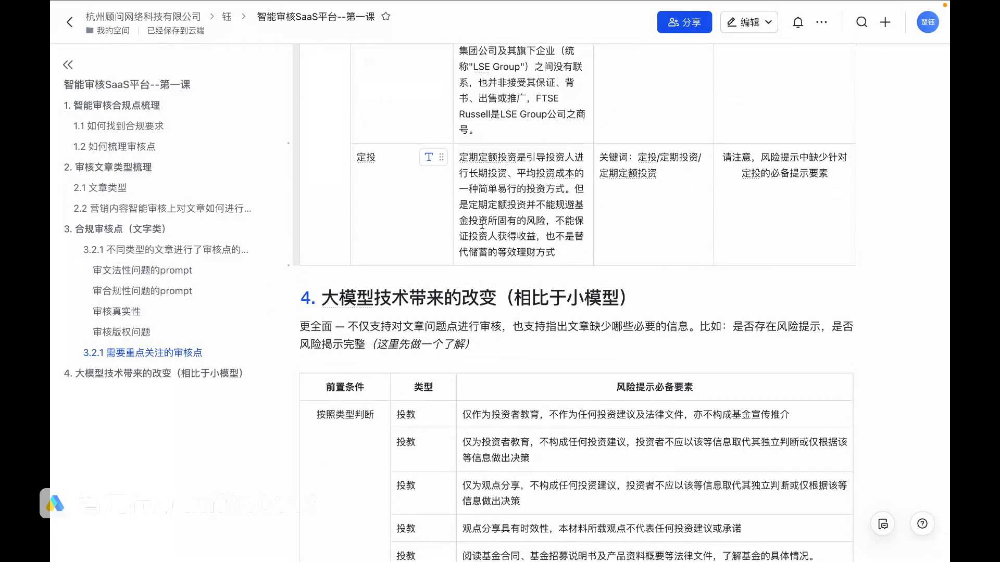 杭州顾问网络科技有限公司 > 钰 > 智能审核SaaS平台--第一课
我的空间 | 已经保存到云端
分享
编辑
楚钰
智能审核SaaS平台--第一课
1. 智能审核合规点梳理
1.1 如何找到合规要求
1.2 如何梳理审核点
2. 审核文章类型梳理
2.1 文章类型
2.2 营销内容智能审核上对文章如何进行...
3. 合规审核点（文字类）
3.2.1 不同类型的文章进行了审核点的...
审文法性问题的prompt
审合规性问题的prompt
审核真实性
审核版权问题
3.2.1 需要重点关注的审核点
4. 大模型技术带来的改变（相比于小模型）
集团公司及其旗下企业（统
称"LSE Group"）之间没有联
系，也并非接受其保证、背
书、出售或推广，FTSE
Russell是LSE Group公司之商
号。
定投
定期定额投资是引导投资人进
行长期投资、平均投资成本的
一种简单易行的投资方式。但
是定期定额投资并不能规避基
金投资所固有的风险，不能保
证投资人获得收益，也不是替
代储蓄的等效理财方式
关键词：定投/定期投资/
定期定额投资
请注意，风险提示中缺少针对
定投的必备提示要素
4. 大模型技术带来的改变（相比于小模型）
更全面 — 不仅支持对文章问题点进行审核，也支持指出文章缺少哪些必要的信息。比如：是否存在风险提示，是否
风险揭示完整（这里先做一个了解）
前置条件 类型 风险提示必备要素
按照类型判断 投教 仅作为投资者教育，不作为任何投资建议及法律文件，亦不构成基金宣传推介
投教 仅为投资者教育，不构成任何投资建议，投资者不应以该等信息取代其独立判断或仅根据该
等信息做出决策
投教 仅为观点分享，不构成任何投资建议，投资者不应以该等信息取代其独立判断或仅根据该等
信息做出决策
投教 观点分享具有时效性，本材料所载观点不代表任何投资建议或承诺
投教 阅读基金合同、基金招募说明书及产品资料概要等法律文件，了解基金的具体情况。